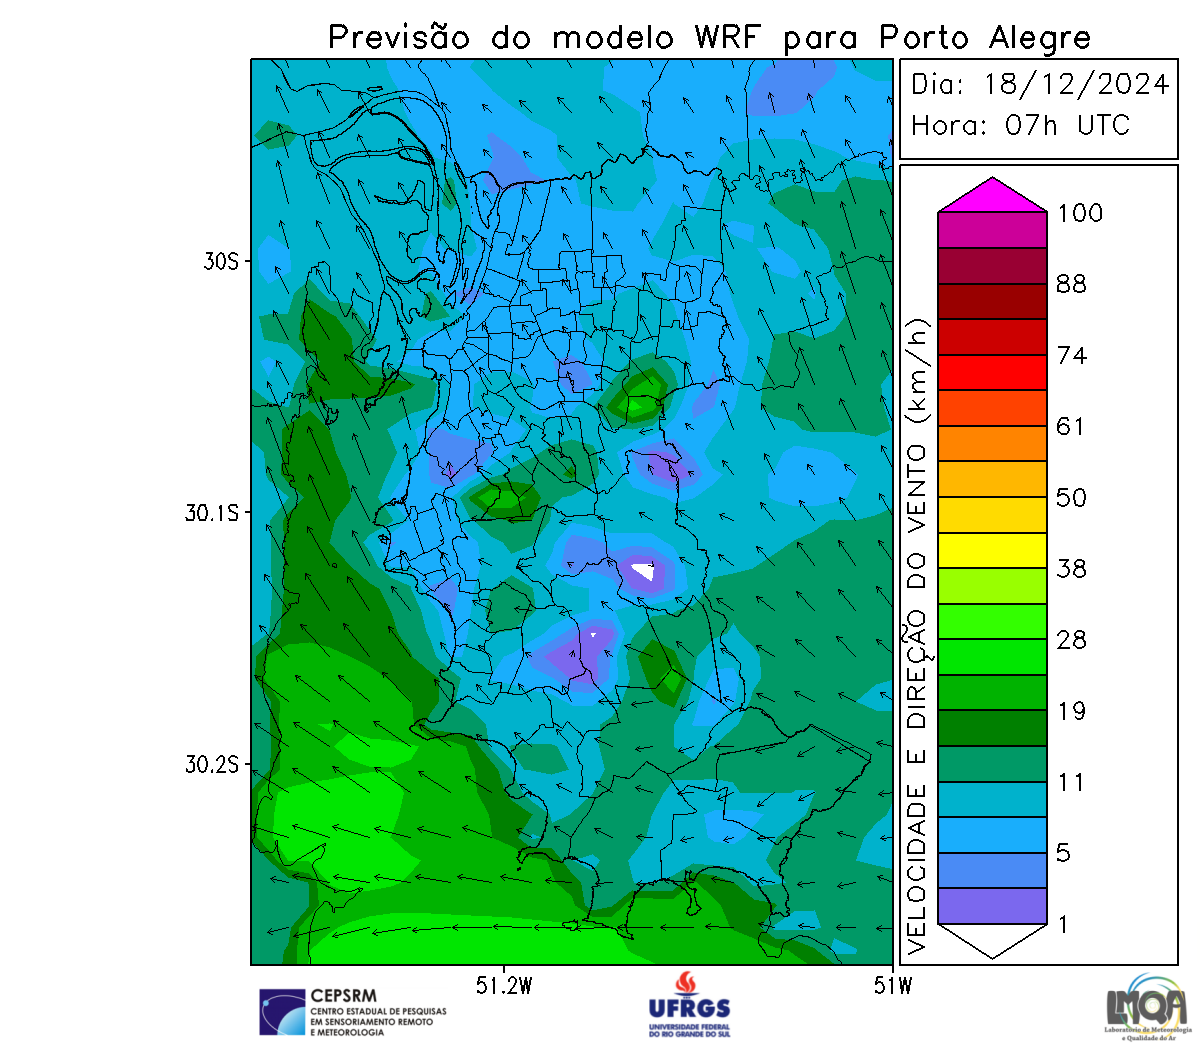 Previsão do modelo WRF para Porto Alegre
Dia: 18/12/2024
Hora: 07h UTC
30S
30.1S
30.2S
51.2W
51W
VELOCIDADE E DIREÇÃO DO VENTO (km/h)
100
88
74
61
50
38
28
19
11
5
1
CEPSRM
CENTRO ESTADUAL DE PESQUISAS
EM SENSORIAMENTO REMOTO
E METEOROLOGIA
UFRGS
UNIVERSIDADE FEDERAL
DO RIO GRANDE DO SUL
LMQA
Laboratório de Meteorologia
e Qualidade do Ar